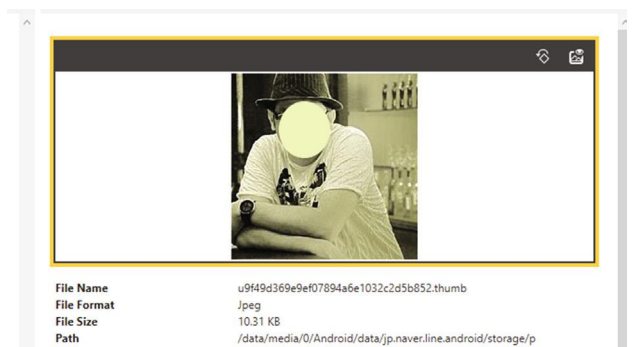 File Name u9f49d369e9ef07894a6e1032c2d5b852.thumb
File Format Jpeg
File Size 10.31 KB
Path /data/media/0/Android/data/jp.naver.line.android/storage/p